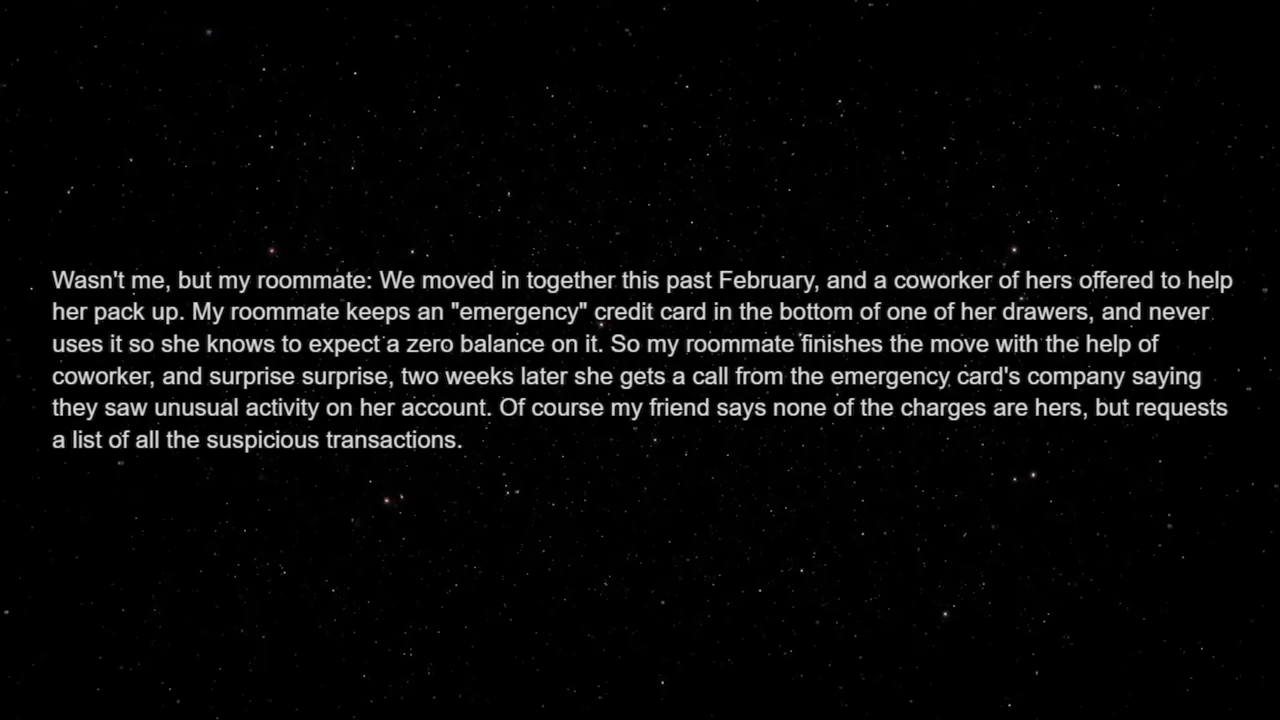 Wasn't me, but my roommate: We moved in together this past February, and a coworker of hers offered to help
her pack up. My roommate keeps an "emergency" credit card in the bottom of one of her drawers, and never
uses it so she knows to expect a zero balance on it. So my roommate finishes the move with the help of
coworker, and surprise surprise, two weeks later she gets a call from the emergency card's company saying
they saw unusual activity on her account. Of course my friend says none of the charges are hers, but requests
a list of all the suspicious transactions.